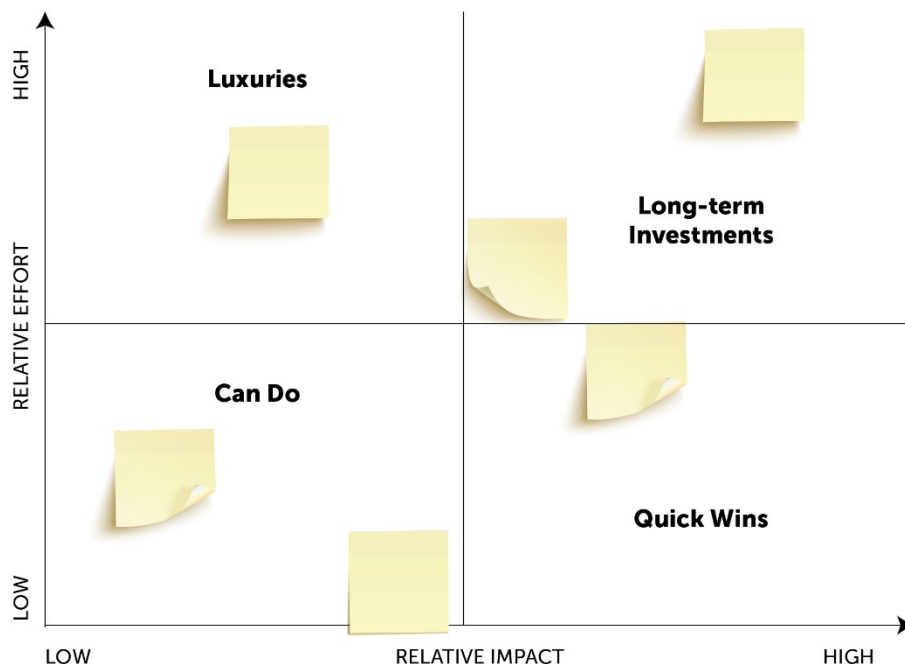 HIGH
Luxuries
Long-term
Investments
RELATIVE EFFORT
Can Do
Quick Wins
LOW
LOW
RELATIVE IMPACT
HIGH